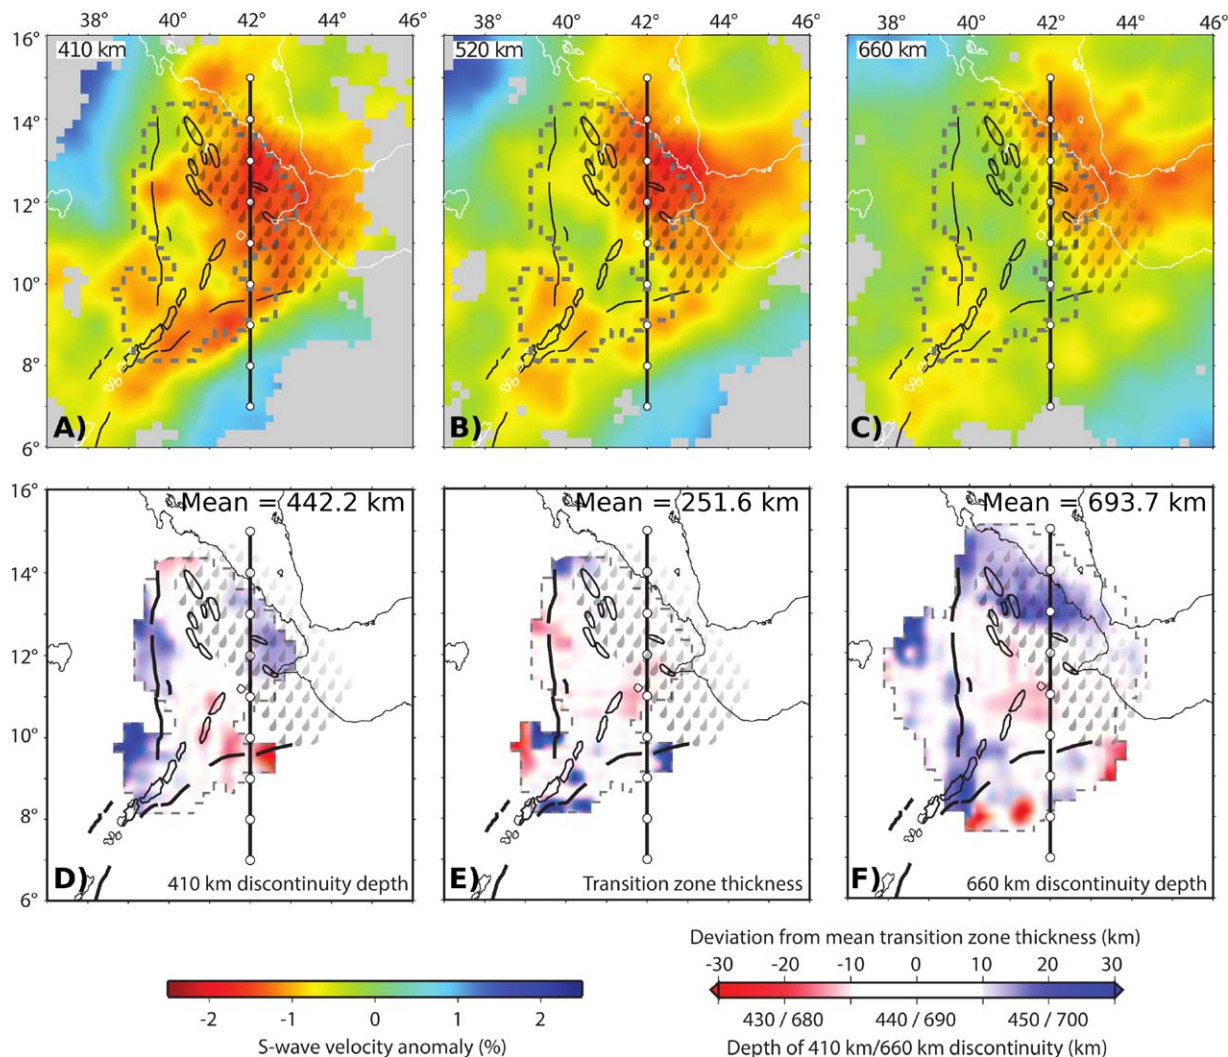 38° 40° 42° 44° 46° 38° 40° 42° 44° 46° 38° 40° 42° 44° 46°
16° 410 km 520 km 660 km
14°
12°
10°
8°
6° A) B) C)
16° Mean = 442.2 km Mean = 251.6 km Mean = 693.7 km
14°
12°
10°
8°
D) E) F)
6° 410 km discontinuity depth Transition zone thickness 660 km discontinuity depth
Deviation from mean transition zone thickness (km)
-30 -20 -10 0 10 20 30
-2 -1 0 1 2 430 / 680 440 / 690 450 / 700
S-wave velocity anomaly (%) Depth of 410 km/660 km discontinuity (km)